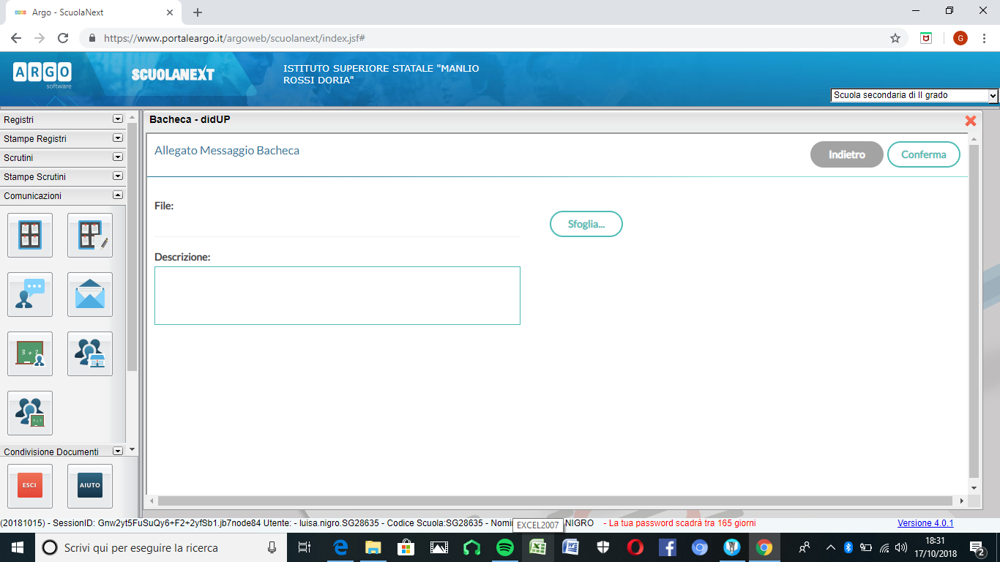 Argo - ScuolaNext
https://www.portaleargo.it/argoweb/scuolanext/index.jsf#
G
ARGO
software
SCUOLANEXT
ISTITUTO SUPERIORE STATALE "MANLIO
ROSSI DORIA"
Scuola secondaria di II grado
Registri
Stampe Registri
Scrutini
Stampe Scrutini
Comunicazioni
3 + 2
Condivisione Documenti
ESCI
AIUTO
Bacheca - didUP
Allegato Messaggio Bacheca
Indietro
Conferma
File:
Sfoglia...
Descrizione:
(20181015) - SessionID: Gnw2yt5FuSuQy6+F2+2yfSb1.jb7node84 Utente: - luisa.nigro.SG28635 - Codice Scuola:SG28635 - Nomi NIGRO - La tua password scadrà tra 165 giorni
Versione 4.0.1
EXCEL2007
Scrivi qui per eseguire la ricerca
18:31
17/10/2018
2